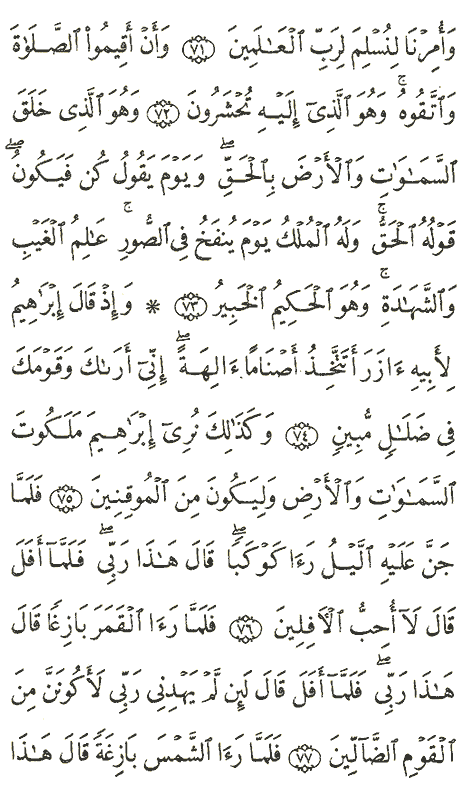 وَأُمِرْنَا لِنُسْلِمَ لِرَبِّ ٱلْعَـٰلَمِينَ ﴿٧١﴾ وَأَنْ أَقِيمُوا۟ ٱلصَّلَوٰةَ
وَٱتَّقُوهُ ۚ وَهُوَ ٱلَّذِىٓ إِلَيْهِ تُحْشَرُونَ ﴿٧٢﴾ وَهُوَ ٱلَّذِى خَلَقَ
ٱلسَّمَـٰوَٰتِ وَٱلْأَرْضَ بِٱلْحَقِّ ۖ وَيَوْمَ يَقُولُ كُن فَيَكُونُ ۖ
قَوْلُهُ ٱلْحَقُّ ۚ وَلَهُ ٱلْمُلْكُ يَوْمَ يُنفَخُ فِى ٱلصُّورِ ۚ عَـٰلِمُ ٱلْغَيْبِ
وَٱلشَّهَـٰدَةِ ۚ وَهُوَ ٱلْحَكِيمُ ٱلْخَبِيرُ ﴿٧٣﴾ * وَإِذْ قَالَ إِبْرَٰهِيمُ
لِأَبِيهِ ءَازَرَ أَتَتَّخِذُ أَصْنَامًا ءَالِهَةً ۖ إِنِّىٓ أَرَىٰكَ وَقَوْمَكَ
فِى ضَلَـٰلٍ مُّبِينٍ ﴿٧٤﴾ وَكَذَٰلِكَ نُرِىٓ إِبْرَٰهِيمَ مَلَكُوتَ
ٱلسَّمَـٰوَٰتِ وَٱلْأَرْضِ وَلِيَكُونَ مِنَ ٱلْمُوقِنِينَ ﴿٧٥﴾ فَلَمَّا
جَنَّ عَلَيْهِ ٱلَّيْلُ رَءَا كَوْكَبًا ۖ قَالَ هَـٰذَا رَبِّى ۖ فَلَمَّآ أَفَلَ
قَالَ لَآ أُحِبُّ ٱلْـَٔافِلِينَ ﴿٧٦﴾ فَلَمَّا رَءَا ٱلْقَمَرَ بَازِغًا قَالَ
هَـٰذَا رَبِّى ۖ فَلَمَّآ أَفَلَ قَالَ لَئِن لَّمْ يَهْدِنِى رَبِّى لَأَكُونَنَّ مِنَ
ٱلْقَوْمِ ٱلضَّآلِّينَ ﴿٧٧﴾ فَلَمَّا رَءَا ٱلشَّمْسَ بَازِغَةً قَالَ هَـٰذَا